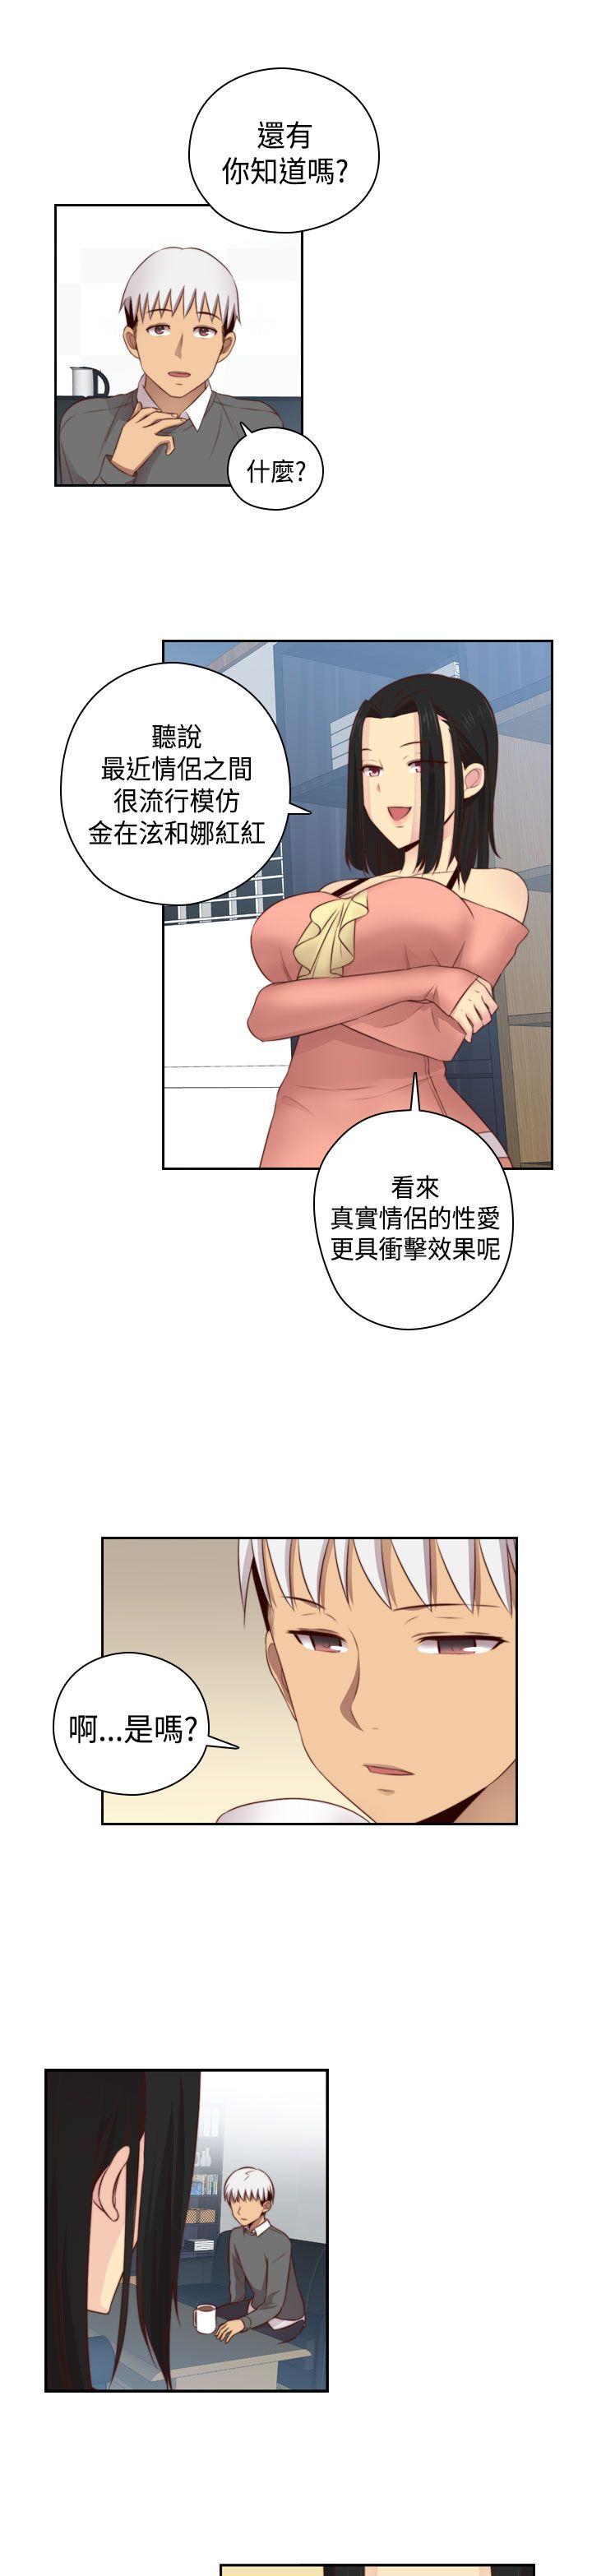 還有
你知道嗎?
什麼?
聽說
最近情侶之間
很流行模仿
金在泫和娜紅紅
看來
真實情侶的性愛
更具衝擊效果呢
啊...是嗎?